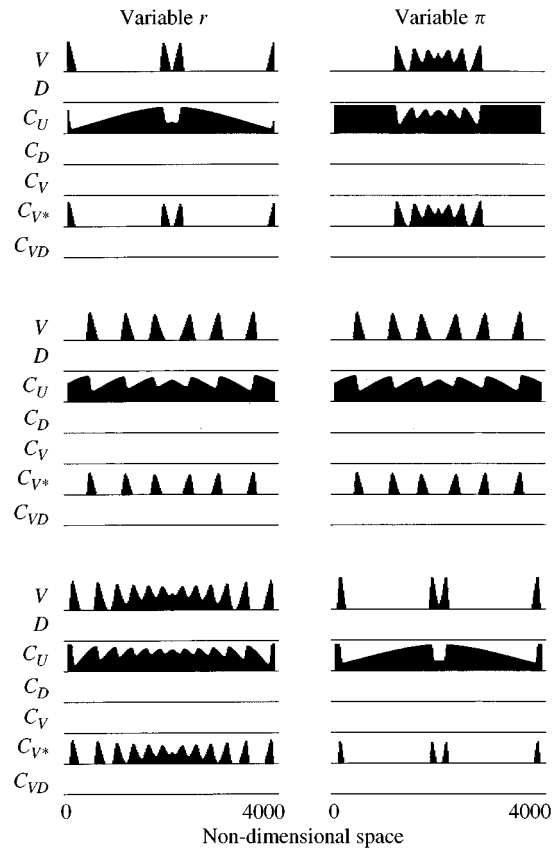 Variable r Variable π
V
D
C_U
C_D
C_V
C_V*
C_VD
V
D
C_U
C_D
C_V
C_V*
C_VD
V
D
C_U
C_D
C_V
C_V*
C_VD
0 4000 0 4000
Non-dimensional space